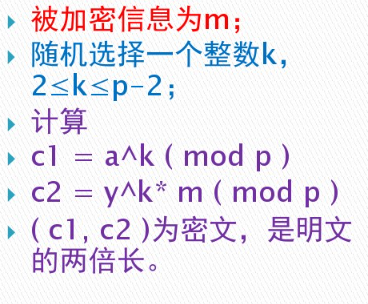 被加密信息为m；
随机选择一个整数k，
2≤k≤p-2；
计算
c1 = a^k ( mod p )
c2 = y^k* m ( mod p )
( c1, c2 )为密文，是明文
的两倍长。